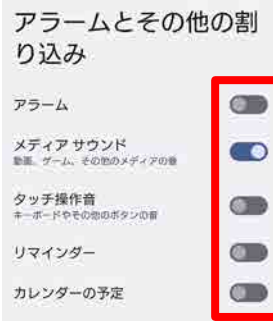 アラームとその他の割
り込み
アラーム
メディア サウンド
動画、ゲーム、その他のメディアの音
タッチ操作音
キーボードやその他のボタンの音
リマインダー
カレンダーの予定